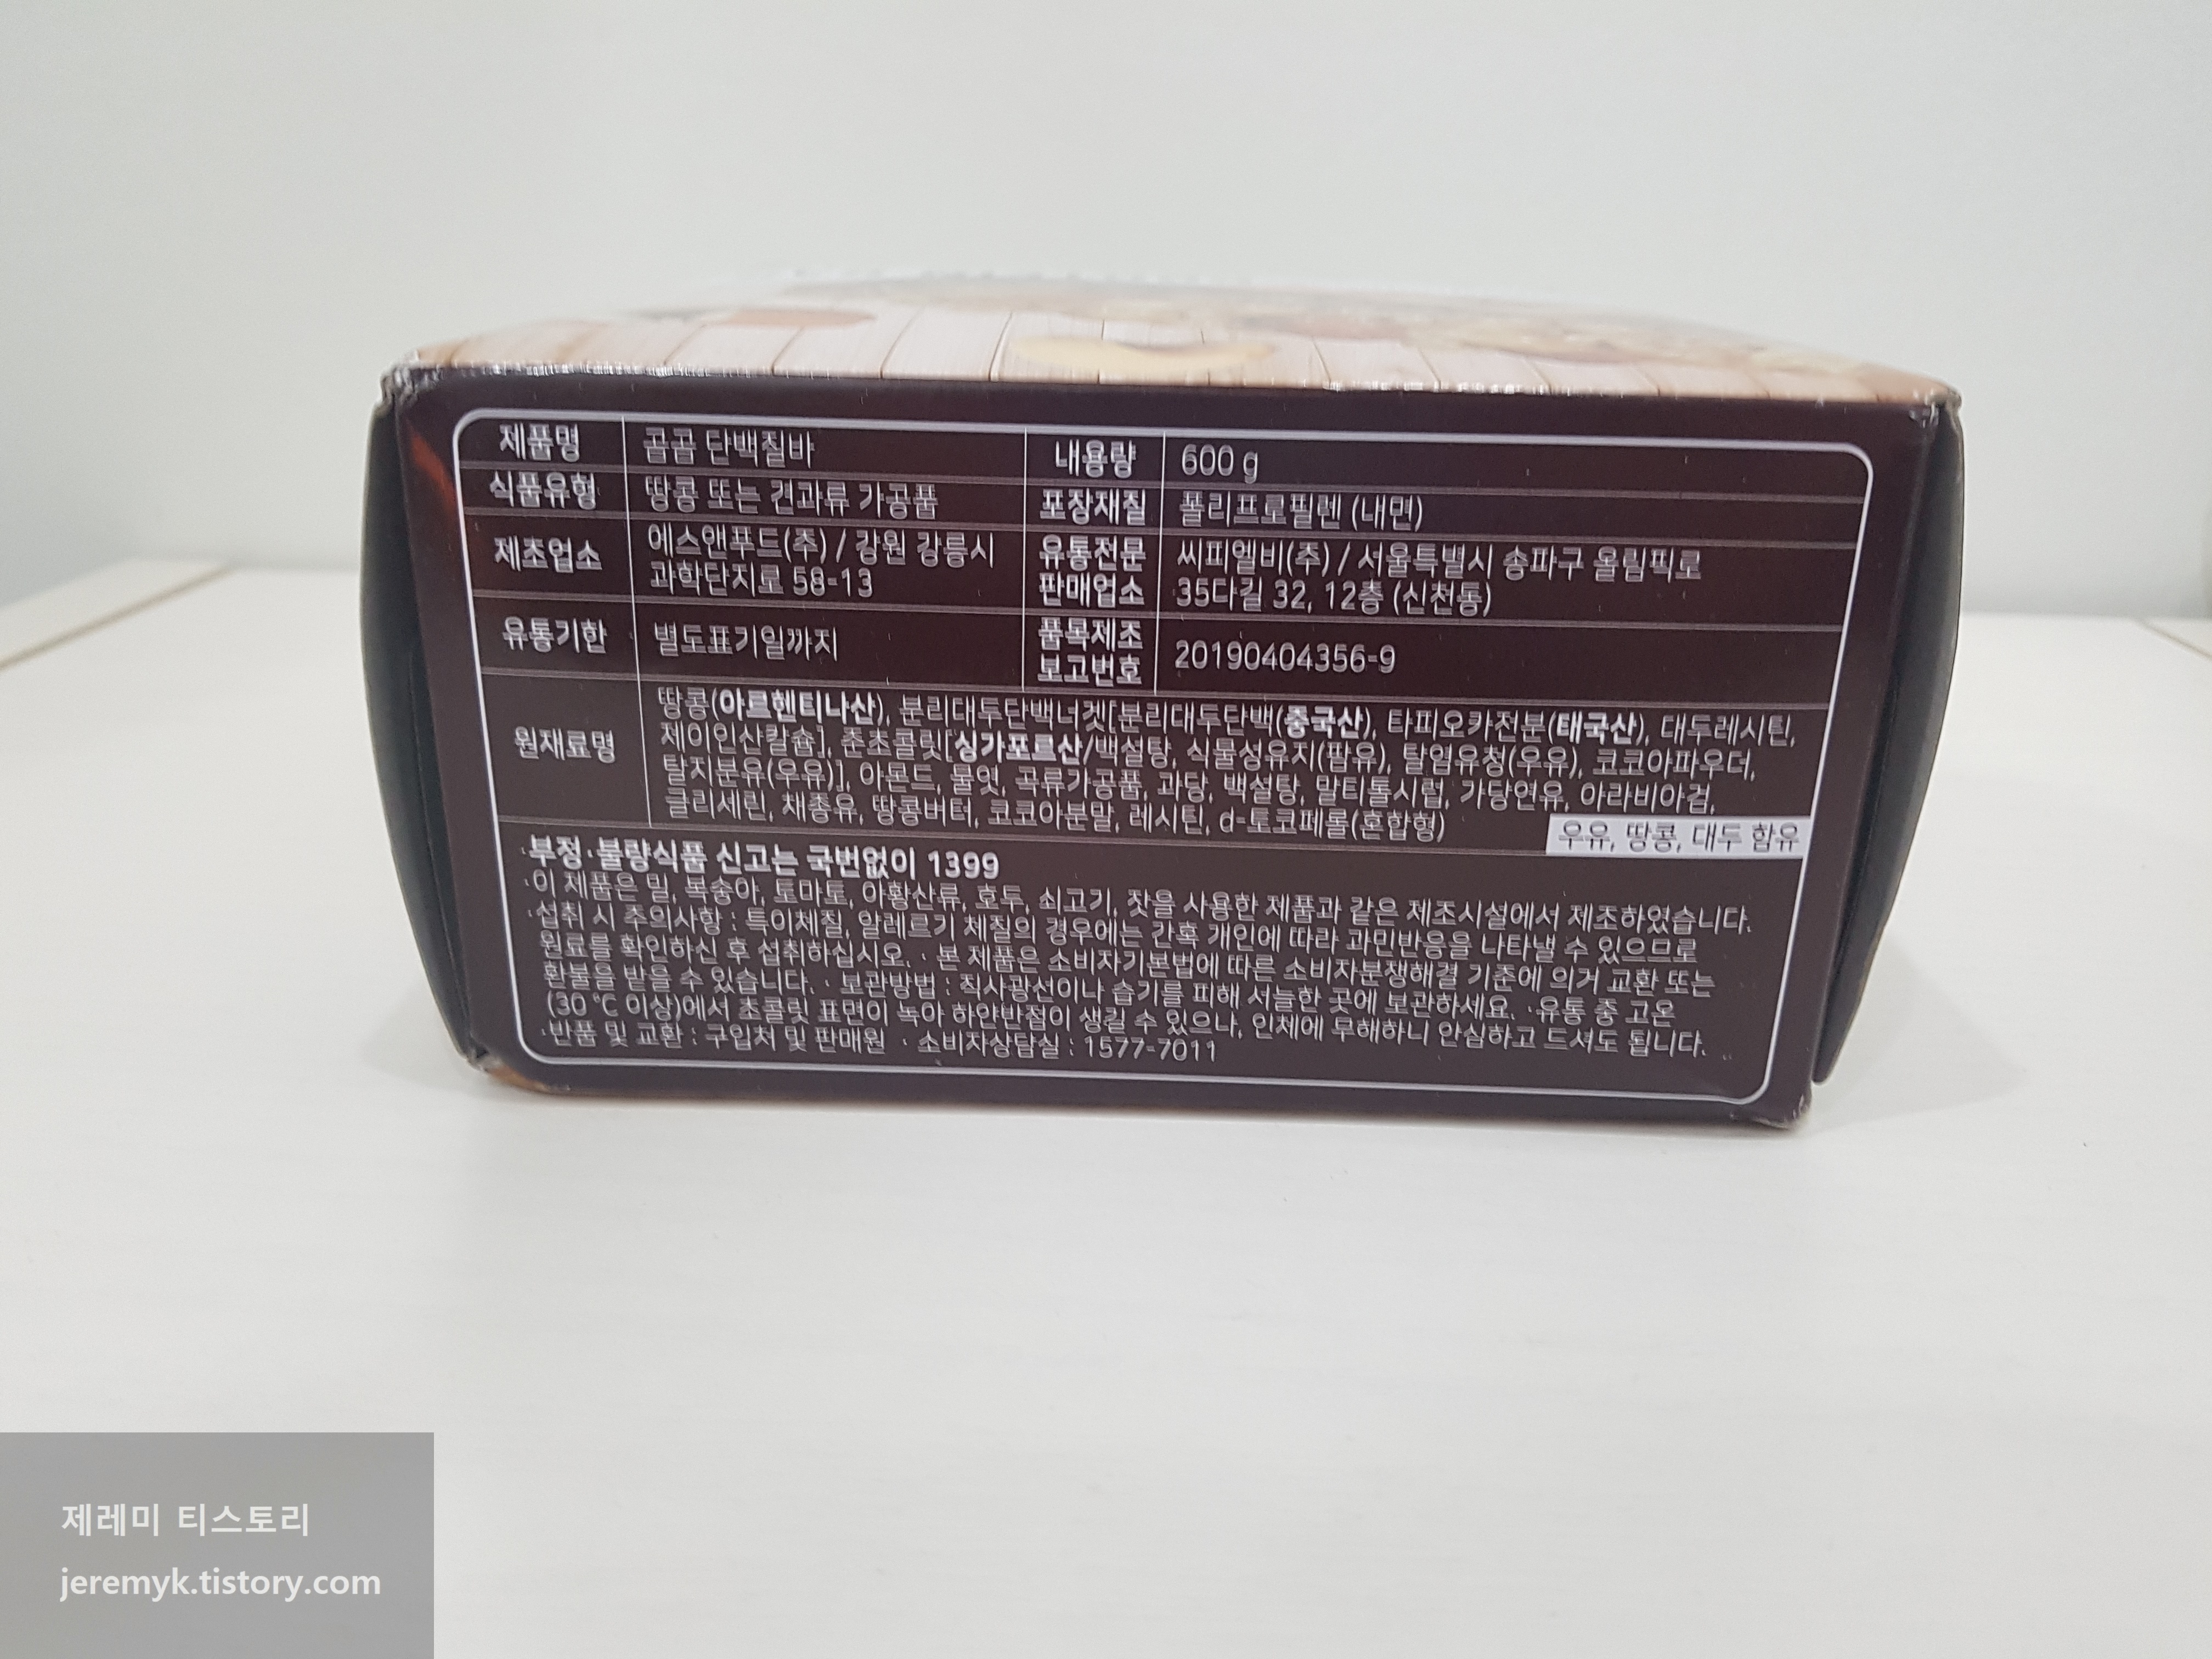 제품명 곰곰 단백질바 내용량 600 g
식품유형 땅콩 또는 견과류 가공품 포장재질 폴리프로필렌 (내면)
제조업소 에스앤푸드(주) / 강원 강릉시
과학단지로 58-13
유통전문
판매업소
씨피엘비(주) / 서울특별시 송파구 올림픽로
35다길 32, 12층 (신천동)
유통기한 별도표기일까지
품목제조
보고번호
20190404356-9
원재료명
땅콩(아르헨티나산), 분리대두단백너겟[분리대두단백(중국산), 타피오카전분(태국산), 대두레시틴,
제이인산칼슘], 준초콜릿[싱가포르산/백설탕, 식물성유지(팜유), 탈염유청(우유), 코코아파우더,
탈지분유(우유)], 아몬드, 물엿, 곡류가공품, 과당, 백설탕, 말티톨시럽, 가당연유, 아라비아검,
글리세린, 채종유, 땅콩버터, 코코아분말, 레시틴, d-토코페롤(혼합형)
우유, 땅콩, 대두 함유
·부정·불량식품 신고는 국번없이 1399
·이 제품은 밀, 복숭아, 토마토, 아황산류, 호두, 쇠고기, 잣을 사용한 제품과 같은 제조시설에서 제조하였습니다.
·섭취 시 주의사항 : 특이체질, 알레르기 체질의 경우에는 간혹 개인에 따라 과민반응을 나타낼 수 있으므로
원료를 확인하신 후 섭취하십시오. · 본 제품은 소비자기본법에 따른 소비자분쟁해결 기준에 의거 교환 또는
환불을 받을 수 있습니다. · 보관방법 : 직사광선이나 습기를 피해 서늘한 곳에 보관하세요. ·유통 중 고온
(30 ℃ 이상)에서 초콜릿 표면이 녹아 하얀반점이 생길 수 있으나, 인체에 무해하니 안심하고 드셔도 됩니다.
·반품 및 교환 : 구입처 및 판매원 · 소비자상담실 : 1577-7011
제레미 티스토리
jeremyk.tistory.com